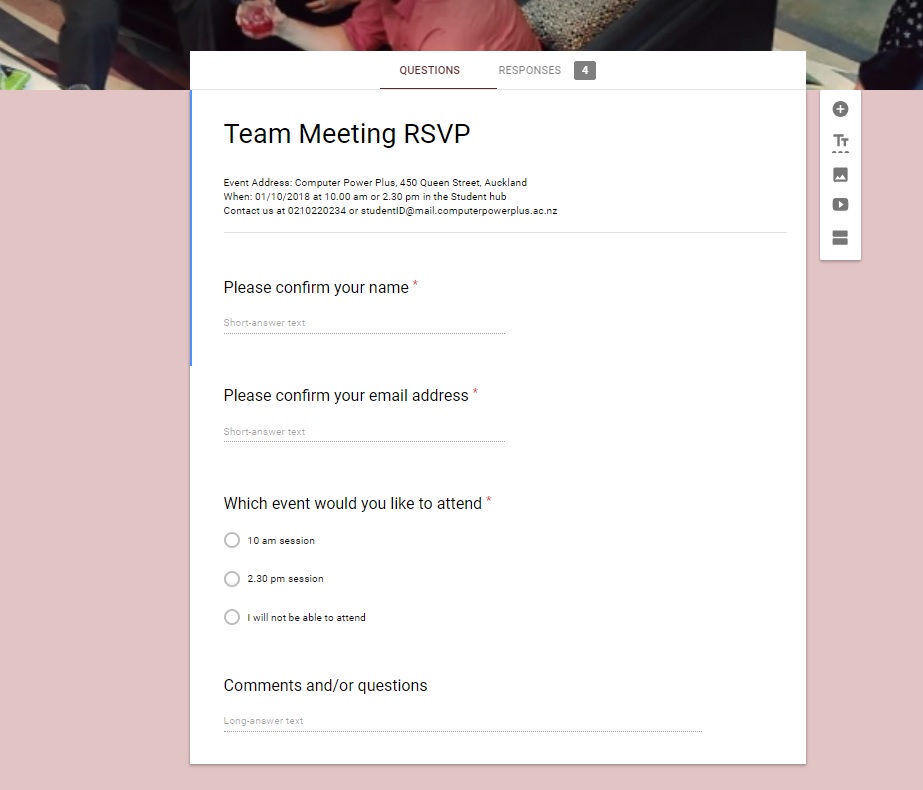 QUESTIONS RESPONSES 4
Team Meeting RSVP
Event Address: Computer Power Plus, 450 Queen Street, Auckland
When: 01/10/2018 at 10.00 am or 2.30 pm in the Student hub
Contact us at 0210220234 or studentID@mail.computerpowerplus.ac.nz
Please confirm your name *
Short-answer text
Please confirm your email address *
Short-answer text
Which event would you like to attend *
10 am session
2.30 pm session
I will not be able to attend
Comments and/or questions
Long-answer text